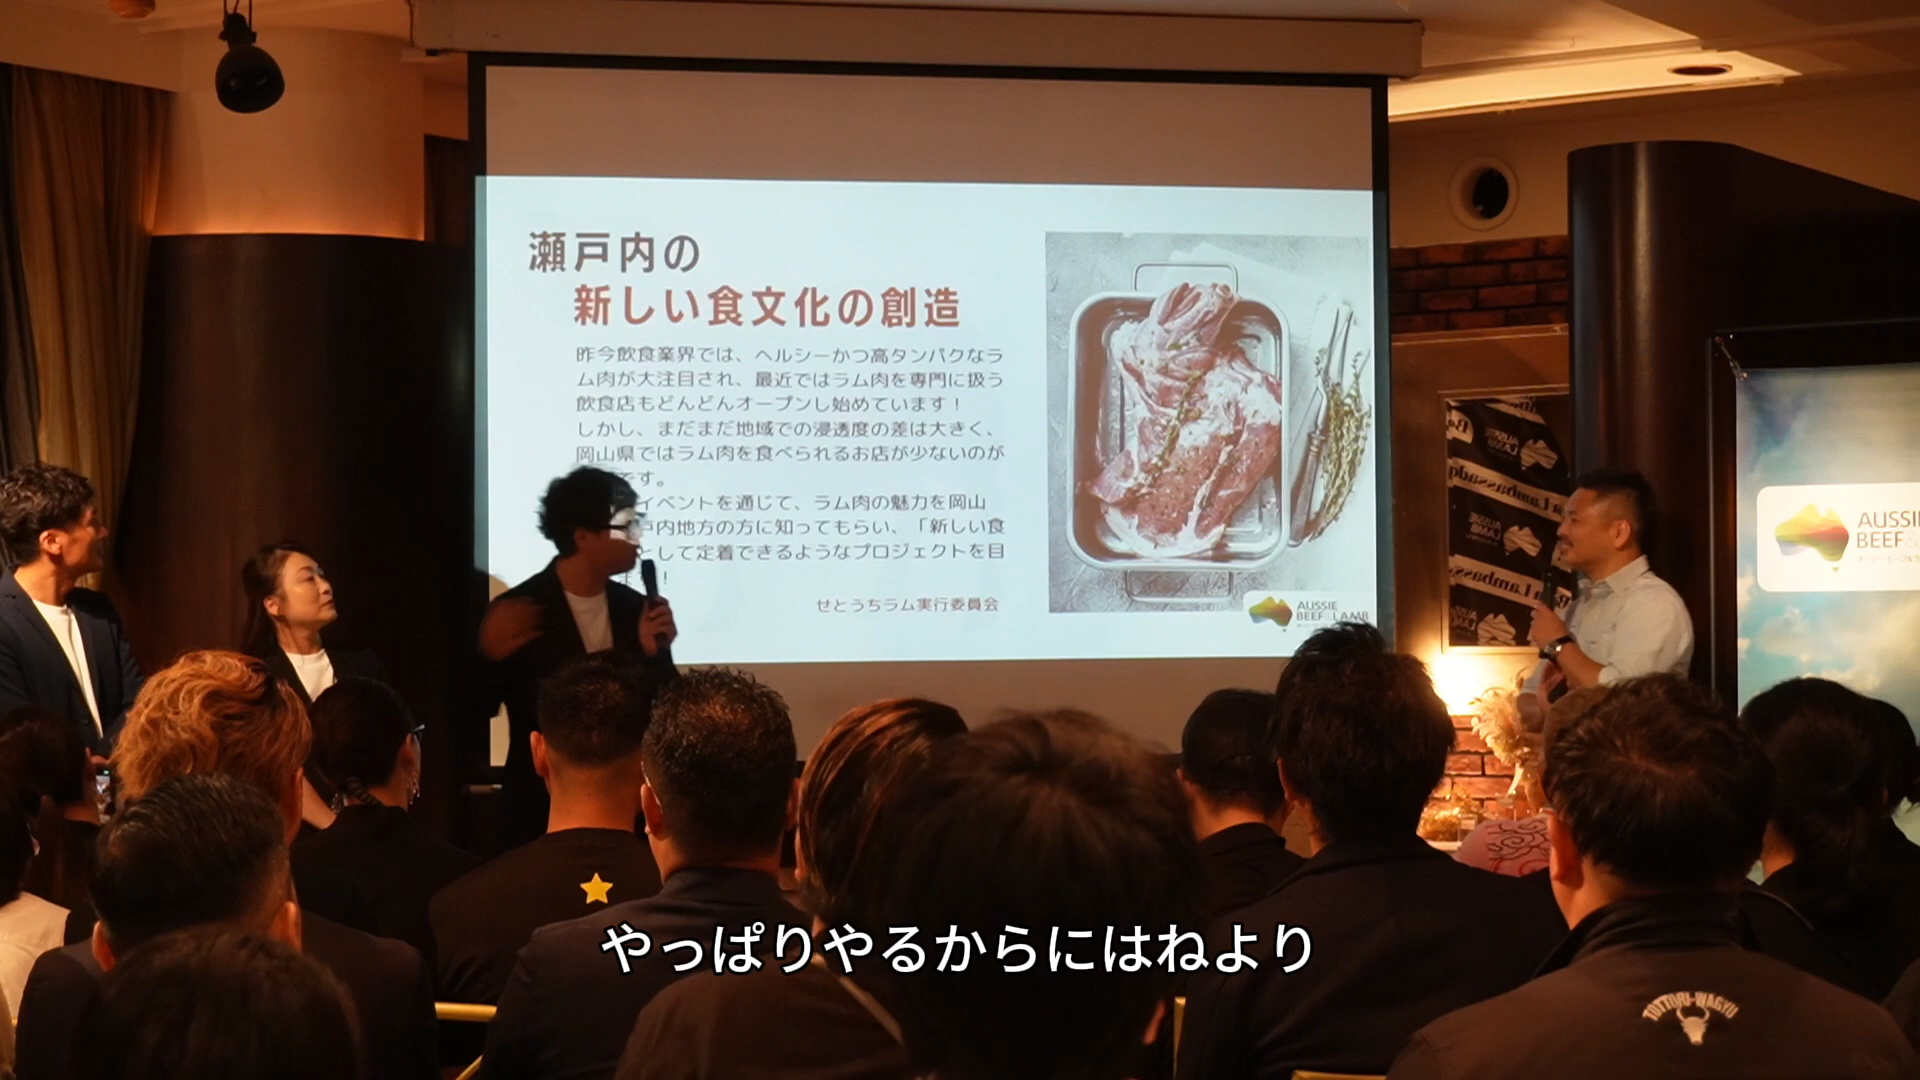 瀬戸内の
新しい食文化の創造
昨今飲食業界では、ヘルシーかつ高タンパクなラ
ム肉が大注目され、最近ではラム肉を専門に扱う
飲食店もどんどんオープンし始めています!
しかし、まだまだ地域での浸透度の差は大きく、
岡山県ではラム肉を食べられるお店が少ないのが
です。
イベントを通じて、ラム肉の魅力を岡山
戸内地方の方に知ってもらい、「新しい食
として定着できるようなプロジェクトを目
ます!
せとうちラム実行委員会
AUSSIE
BEEF&LAMB
AUSSIE
BEEF
TOTTORI-WAGYU
やっぱりやるからにはねより